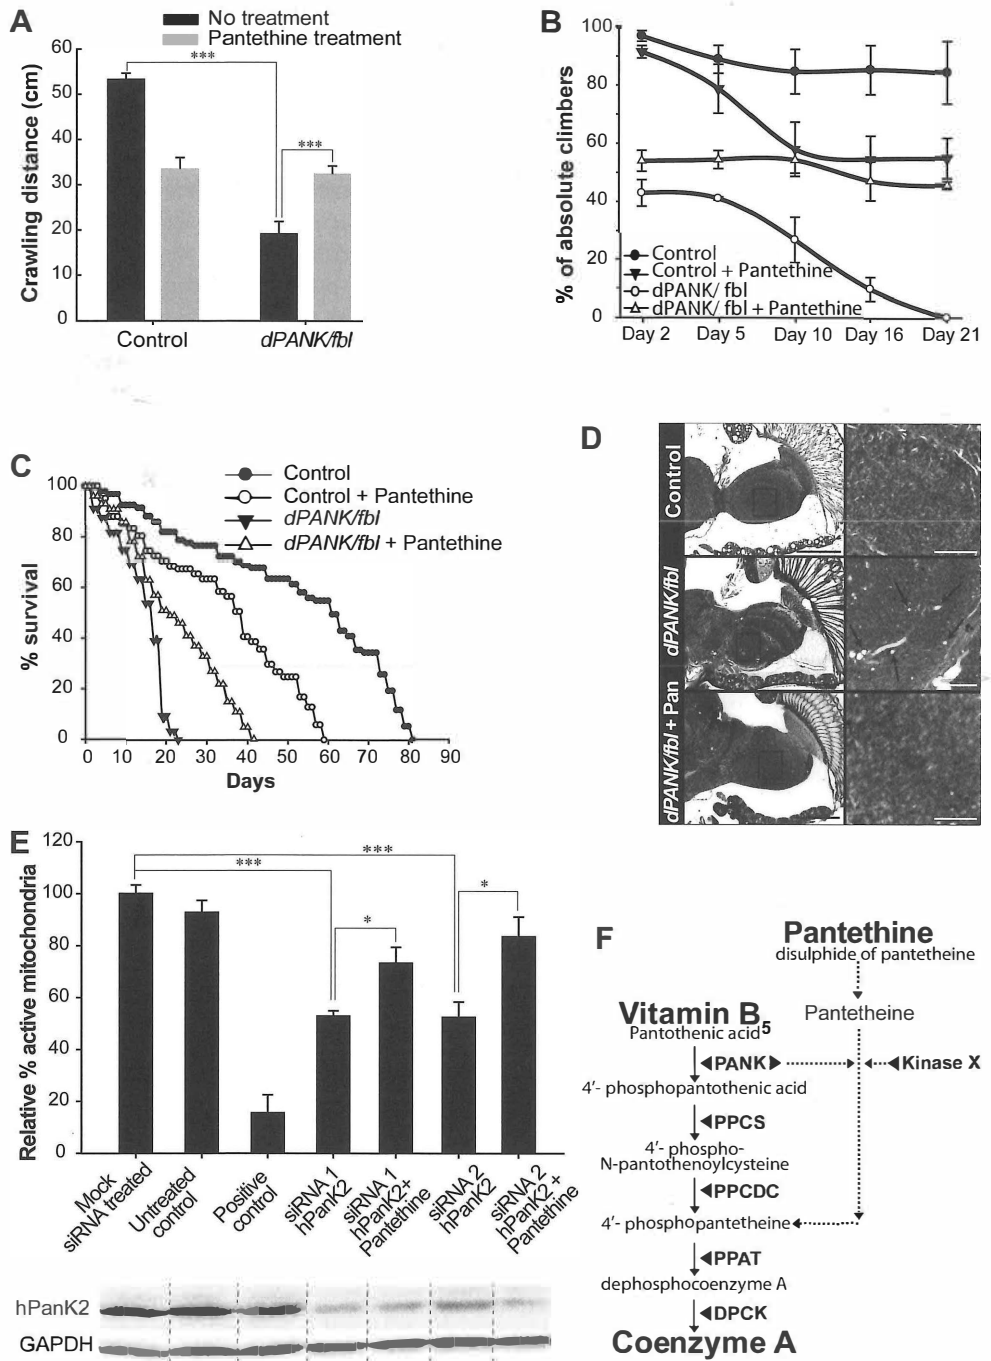 A
No treatment
Pantethine treatment
Crawling distance (cm)
60
50
40
30
20
10
0
***
***
Control
dPANK/fbl
B
% of absolute climbers
100
80
60
40
20
0
Control
Control + Pantethine
dPANK/ fbl
dPANK/ fbl + Pantethine
Day 2 Day 5 Day 10 Day 16 Day 21
C
% survival
100
80
60
40
20
0
Control
Control + Pantethine
dPANK/fbl
dPANK/fbl + Pantethine
0 10 20 30 40 50 60 70 80 90
Days
D
Control
dPANK/fbl
dPANK/fbl + Pan
E
Relative % active mitochondria
120
100
80
60
40
20
0
***
***
*
*
Mock
siRNA treated
Untreated
control
Positive
control
siRNA 1
hPanK2
siRNA 1
hPanK2+
Pantethine
siRNA 2
hPanK2
siRNA 2
hPanK2 +
Pantethine
hPanK2
GAPDH
F
Pantethine
disulphide of pantetheine
Vitamin B5
Pantetheine
Pantothenic acid
PANK
Kinase X
4'- phosphopantothenic acid
PPCS
4'- phospho-
N-pantothenoylcysteine
PPCDC
4'- phosphopantetheine
PPAT
dephosphocoenzyme A
DPCK
Coenzyme A